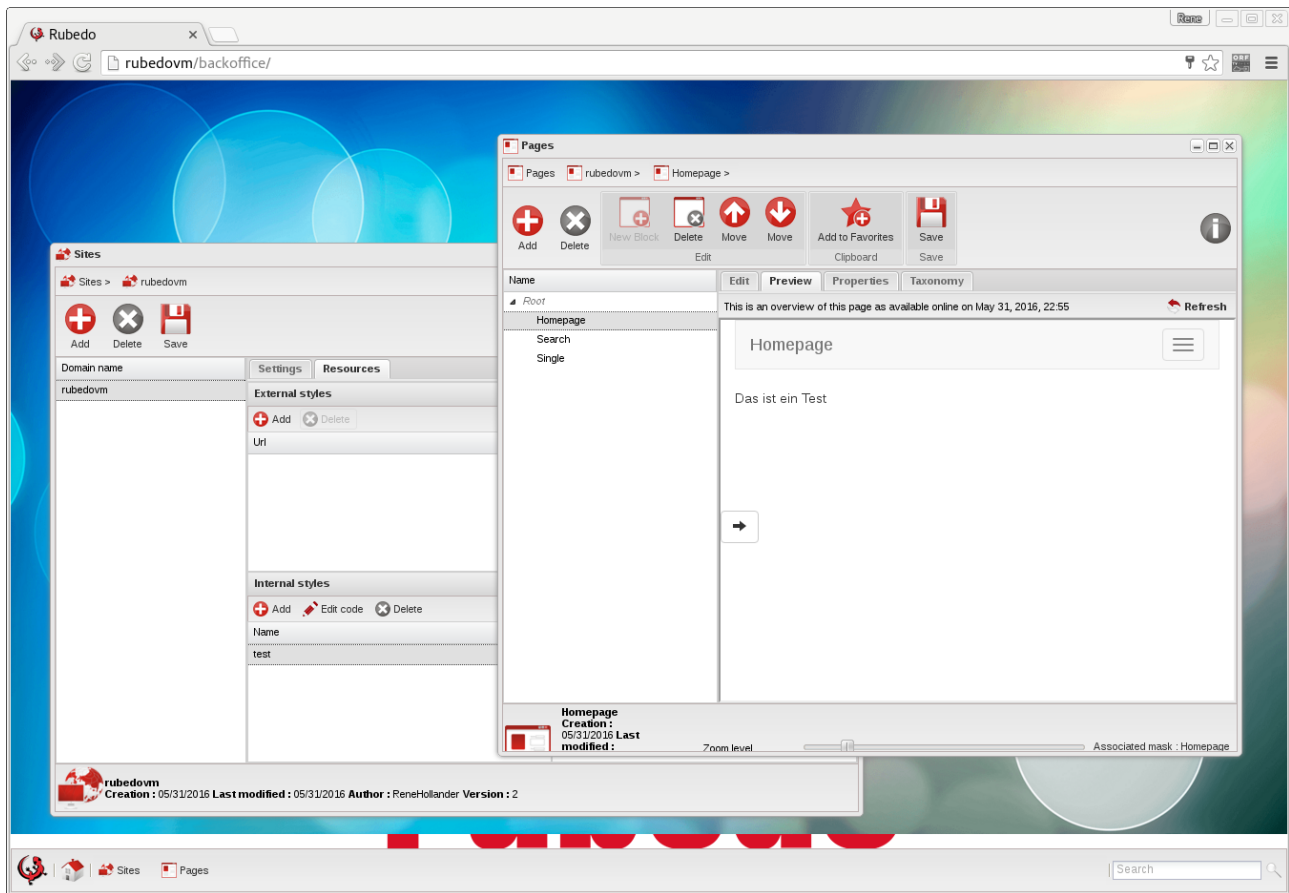 Rene
Rubedo
rubedovm/backoffice/
Pages
Pages rubedovm > Homepage >
Add Delete New Block Delete Move Move Add to Favorites Save
Edit Clipboard Save
Name
Root
Homepage
Search
Single
Edit Preview Properties Taxonomy
This is an overview of this page as available online on May 31, 2016, 22:55 Refresh
Homepage
Das ist ein Test
Homepage
Creation :
05/31/2016 Last
modified :
Zoom level
Associated mask : Homepage
Sites
Sites > rubedovm
Add Delete Save
Domain name
rubedovm
Settings Resources
External styles
Add Delete
Url
Internal styles
Add Edit code Delete
Name
test
rubedovm
Creation : 05/31/2016 Last modified : 05/31/2016 Author : ReneHollander Version : 2
Sites Pages
Search